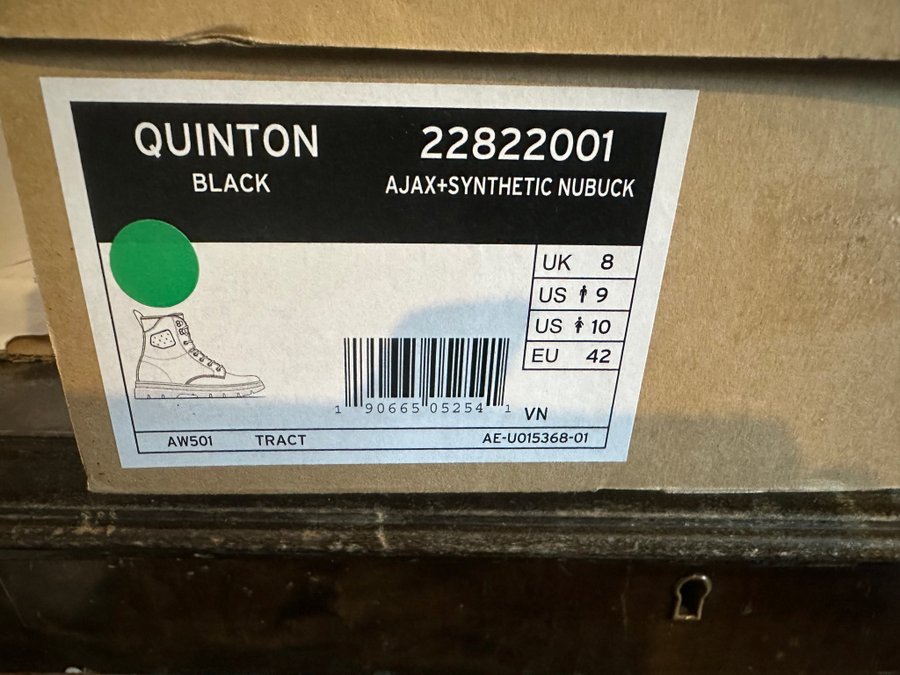 QUINTON 22822001
BLACK AJAX+SYNTHETIC NUBUCK
UK 8
US 9
US 10
EU 42
1 90665 05254 1 VN
AW501 TRACT AE-U015368-01